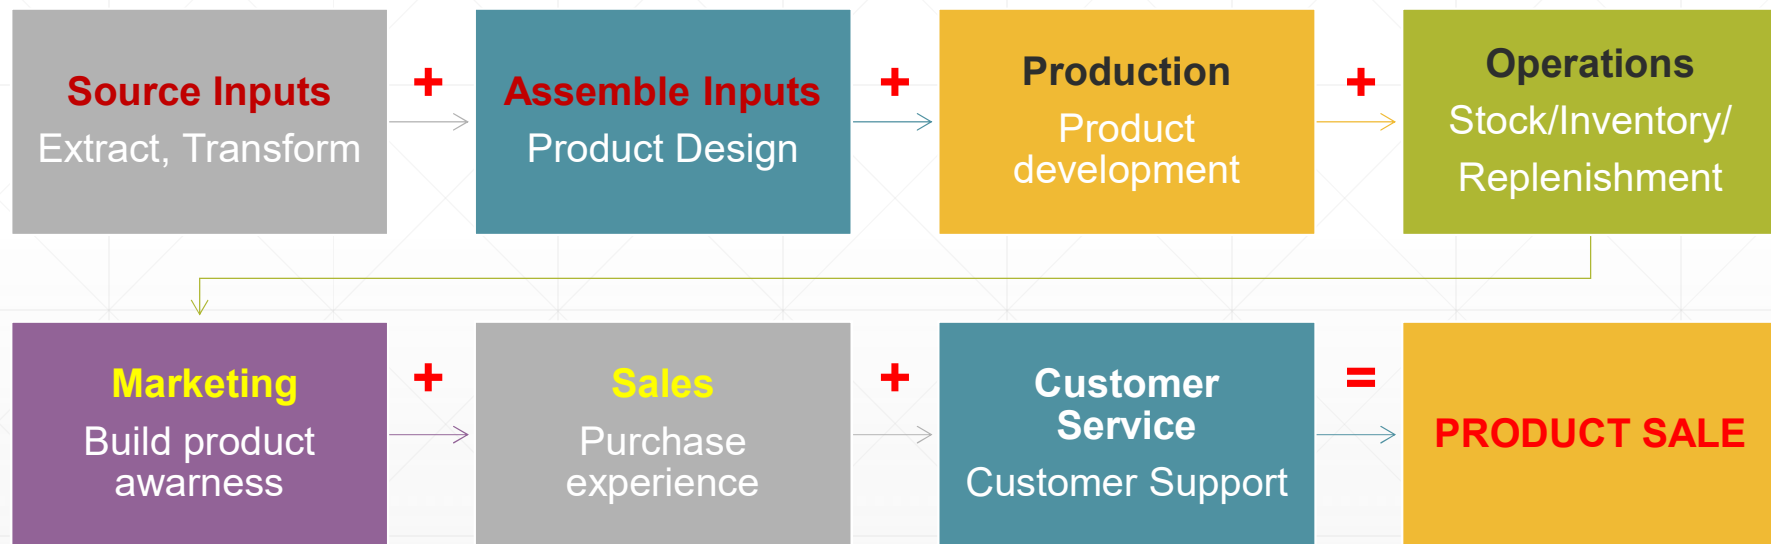 Source Inputs
Extract, Transform
+
Assemble Inputs
Product Design
+
Production
Product
development
+
Operations
Stock/Inventory/
Replenishment
Marketing
Build product
awarness
+
Sales
Purchase
experience
+
Customer
Service
Customer Support
=
PRODUCT SALE